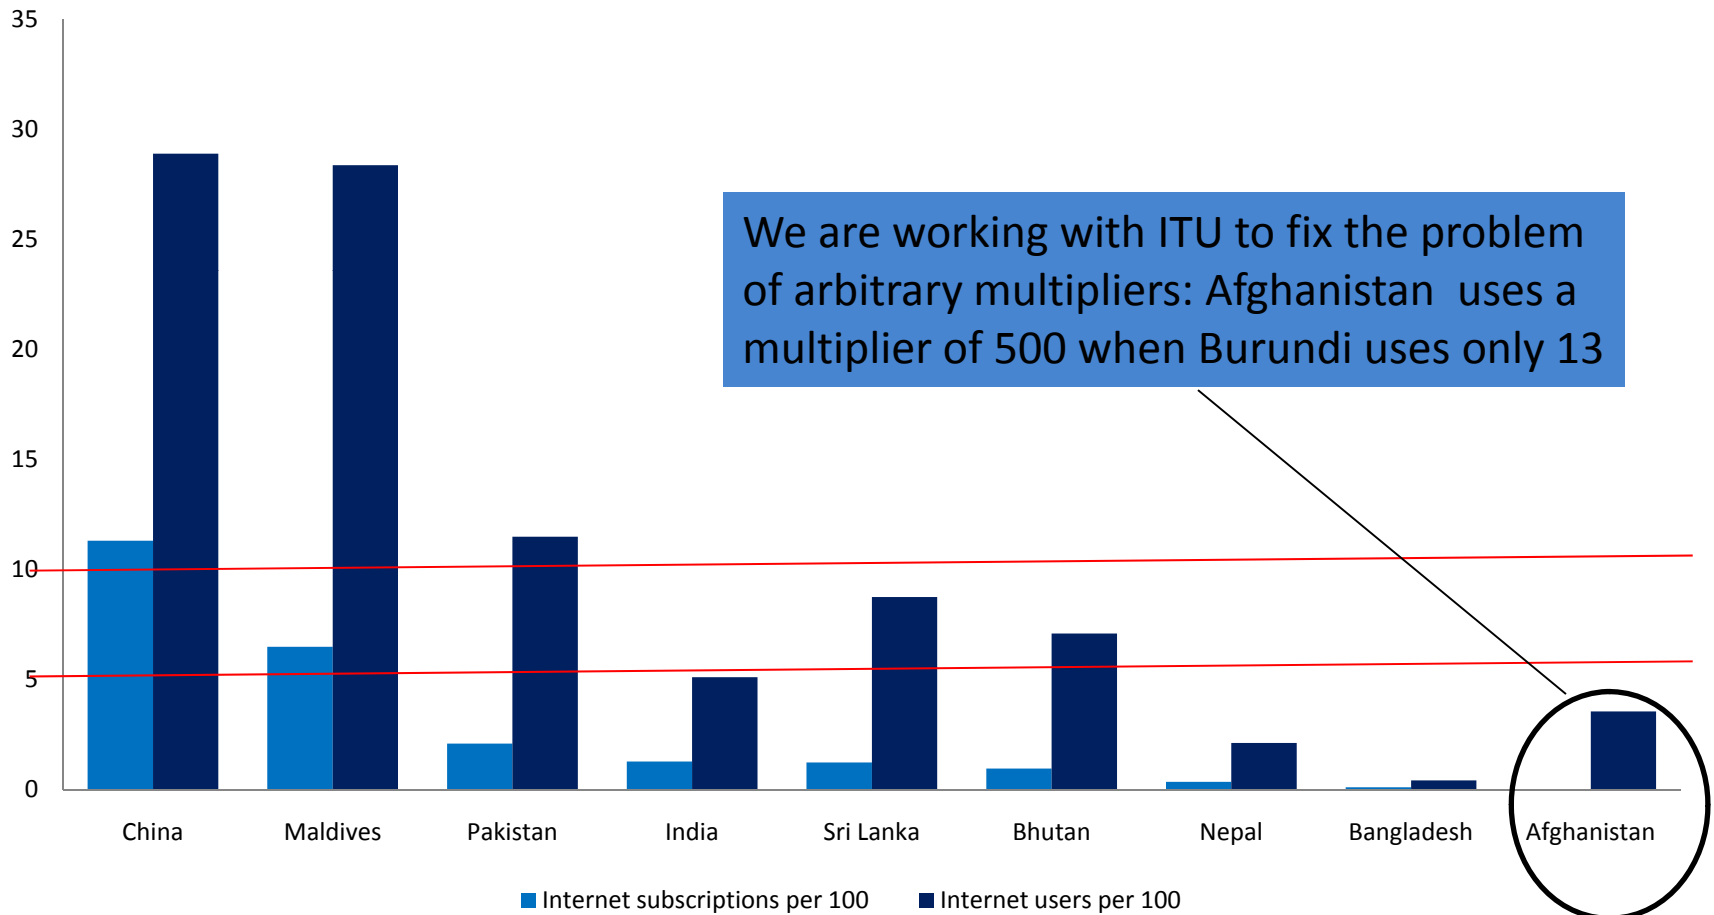 35
30
25
20
15
10
5
0
We are working with ITU to fix the problem
of arbitrary multipliers: Afghanistan uses a
multiplier of 500 when Burundi uses only 13
China
Maldives
Pakistan
India
Sri Lanka
Bhutan
Nepal
Bangladesh
Afghanistan
Internet subscriptions per 100
Internet users per 100